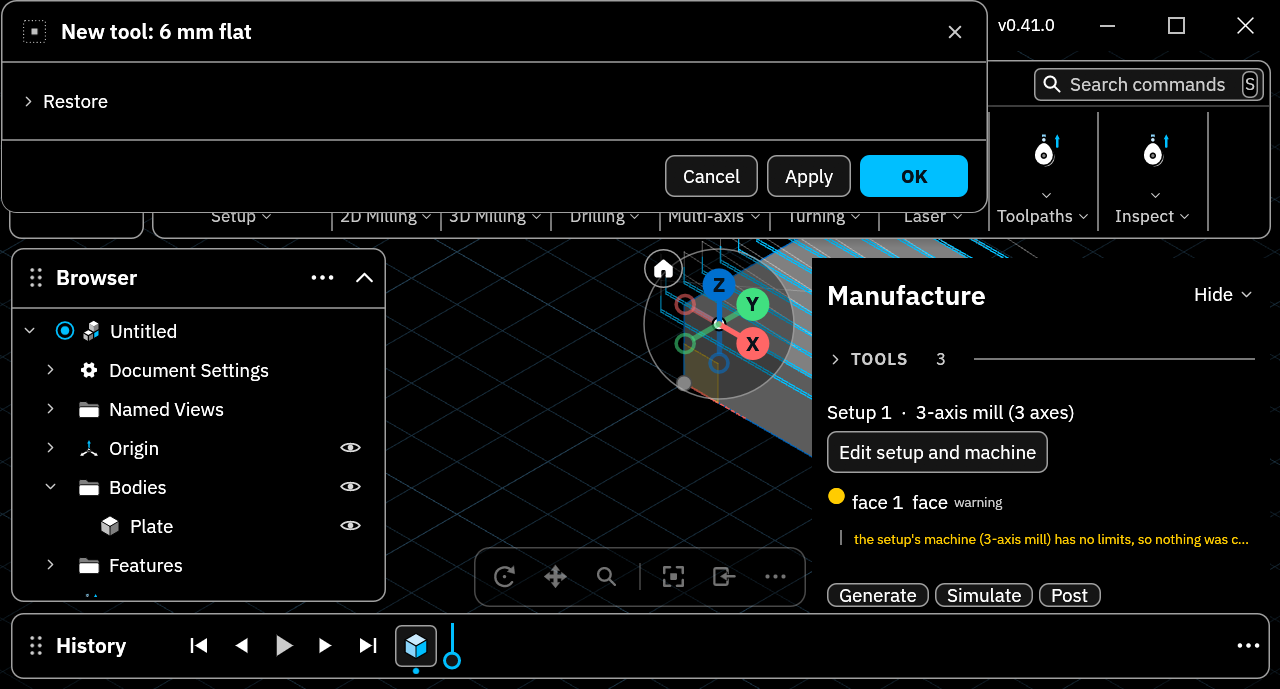 New tool: 6 mm flat
v0.41.0
Restore
Search commands S
Cancel Apply OK
Setup 2D Milling 3D Milling Drilling Multi-axis Turning Laser Toolpaths Inspect
Browser
Untitled
Document Settings
Named Views
Origin
Bodies
Plate
Features
Z
Y
X
Manufacture Hide
TOOLS 3
Setup 1 · 3-axis mill (3 axes)
Edit setup and machine
face 1 face warning
the setup's machine (3-axis mill) has no limits, so nothing was c...
Generate Simulate Post
History